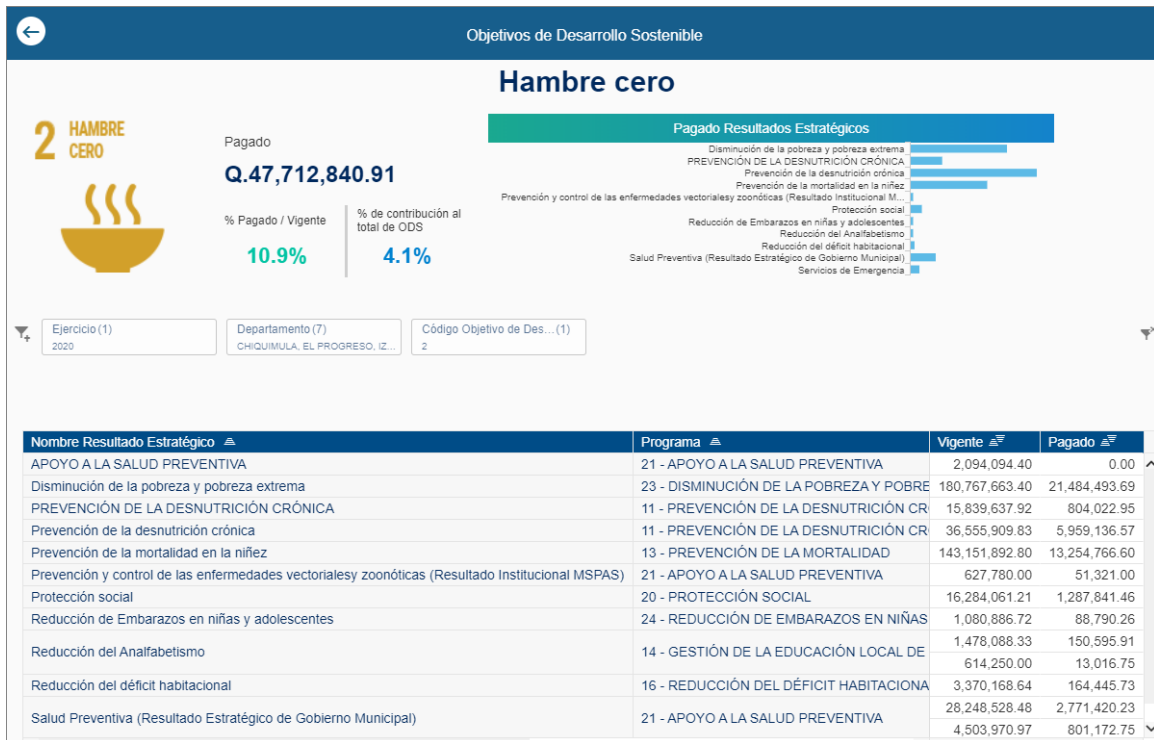 Objetivos de Desarrollo Sostenible
Hambre cero
2 HAMBRE
CERO
Pagado
Q.47,712,840.91
% Pagado / Vigente
10.9%
% de contribución al
total de ODS
4.1%
Pagado Resultados Estratégicos
Disminución de la pobreza y pobreza extrema
PREVENCIÓN DE LA DESNUTRICIÓN CRÓNICA
Prevención de la desnutrición crónica
Prevención de la mortalidad en la niñez
Prevención y control de las enfermedades vectorialesy zoonóticas (Resultado Institucional M...
Protección social
Reducción de Embarazos en niñas y adolescentes
Reducción del Analfabetismo
Reducción del déficit habitacional
Salud Preventiva (Resultado Estratégico de Gobierno Municipal)
Servicios de Emergencia
Ejercicio (1)
2020
Departamento (7)
CHIQUIMULA, EL PROGRESO, IZ...
Código Objetivo de Des... (1)
2
Nombre Resultado Estratégico Programa Vigente Pagado
APOYO A LA SALUD PREVENTIVA 21 - APOYO A LA SALUD PREVENTIVA 2,094,094.40 0.00
Disminución de la pobreza y pobreza extrema 23 - DISMINUCIÓN DE LA POBREZA Y POBRE 180,767,663.40 21,484,493.69
PREVENCIÓN DE LA DESNUTRICIÓN CRÓNICA 11 - PREVENCIÓN DE LA DESNUTRICIÓN CR 15,839,637.92 804,022.95
Prevención de la desnutrición crónica 11 - PREVENCIÓN DE LA DESNUTRICIÓN CR 36,555,909.83 5,959,136.57
Prevención de la mortalidad en la niñez 13 - PREVENCIÓN DE LA MORTALIDAD 143,151,892.80 13,254,766.60
Prevención y control de las enfermedades vectorialesy zoonóticas (Resultado Institucional MSPAS) 21 - APOYO A LA SALUD PREVENTIVA 627,780.00 51,321.00
Protección social 20 - PROTECCIÓN SOCIAL 16,284,061.21 1,287,841.46
Reducción de Embarazos en niñas y adolescentes 24 - REDUCCIÓN DE EMBARAZOS EN NIÑAS 1,080,886.72 88,790.26
Reducción del Analfabetismo 14 - GESTIÓN DE LA EDUCACIÓN LOCAL DE 1,478,088.33 150,595.91
614,250.00 13,016.75
Reducción del déficit habitacional 16 - REDUCCIÓN DEL DÉFICIT HABITACIONA 3,370,168.64 164,445.73
Salud Preventiva (Resultado Estratégico de Gobierno Municipal) 21 - APOYO A LA SALUD PREVENTIVA 28,248,528.48 2,771,420.23
4,503,970.97 801,172.75